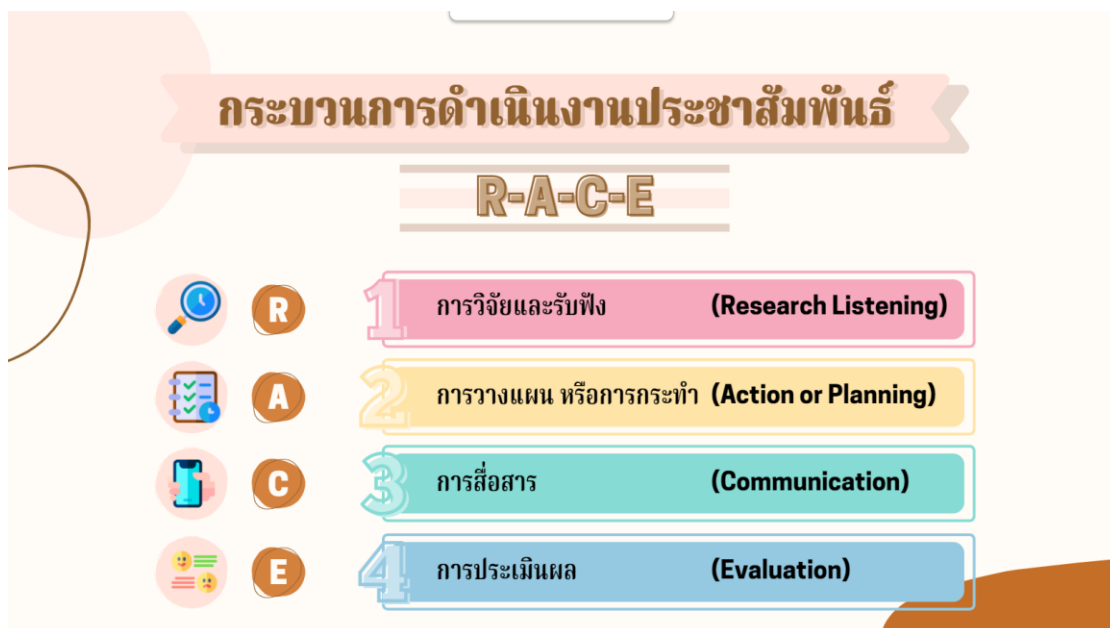 กระบวนการดำเนินงานประชาสัมพันธ์
R-A-C-E
R 1 การวิจัยและรับฟัง (Research Listening)
A 2 การวางแผน หรือการกระทำ (Action or Planning)
C 3 การสื่อสาร (Communication)
E 4 การประเมินผล (Evaluation)